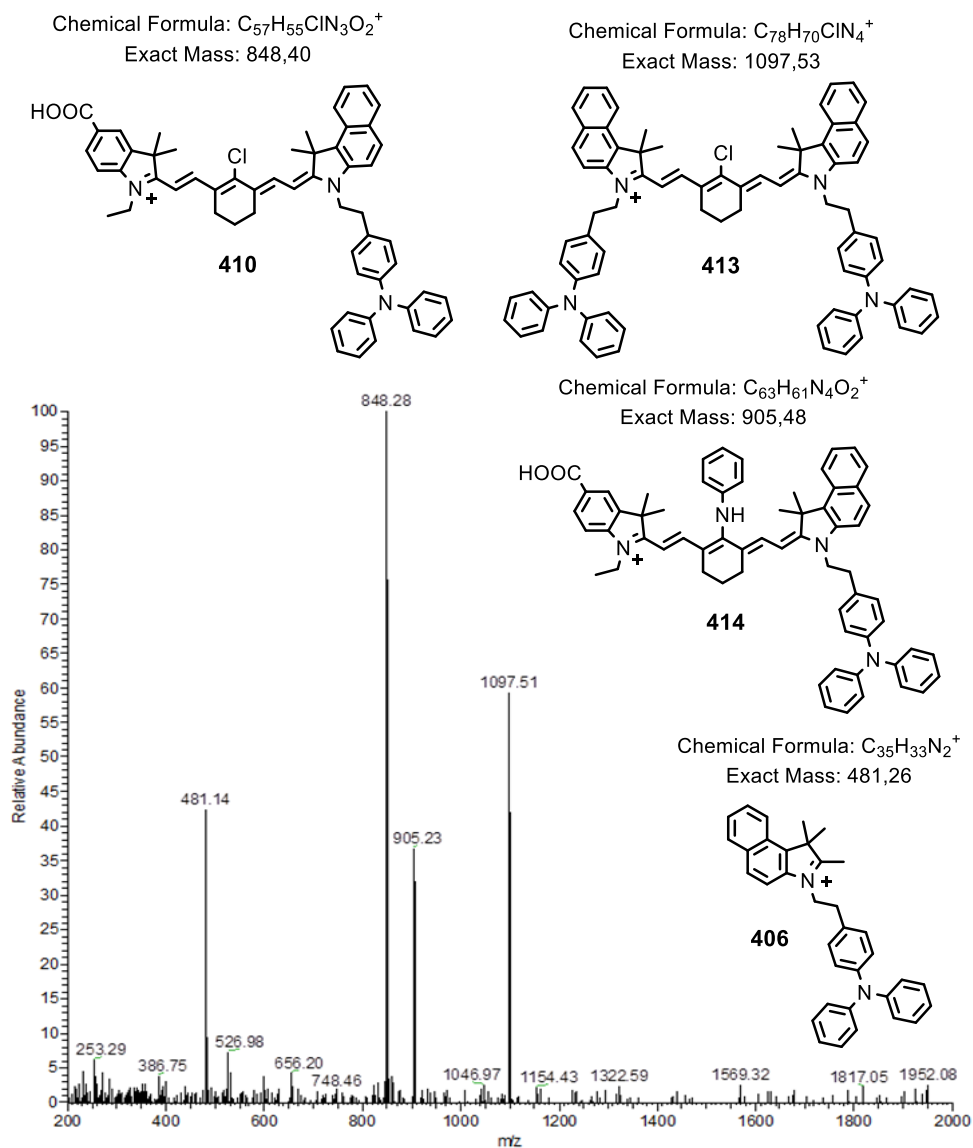 Chemical Formula: C₅₇H₅₅ClN₃O₂⁺
Exact Mass: 848,40
HOOC
Cl
N
+
N
410
N
Chemical Formula: C₇₈H₇₀ClN₄⁺
Exact Mass: 1097,53
Cl
N
+
N
413
N
N
Chemical Formula: C₆₃H₆₁N₄O₂⁺
Exact Mass: 905,48
HOOC
NH
N
+
N
414
N
Chemical Formula: C₃₅H₃₃N₂⁺
Exact Mass: 481,26
N
+
406
N
Relative Abundance
100
95
90
85
80
75
70
65
60
55
50
45
40
35
30
25
20
15
10
5
0
848.28
1097.51
481.14
905.23
253.29
386.75
526.98
656.20
748.46
1046.97
1154.43
1322.59
1569.32
1817.05
1952.08
200
400
600
800
1000
1200
1400
1600
1800
2000
m/z